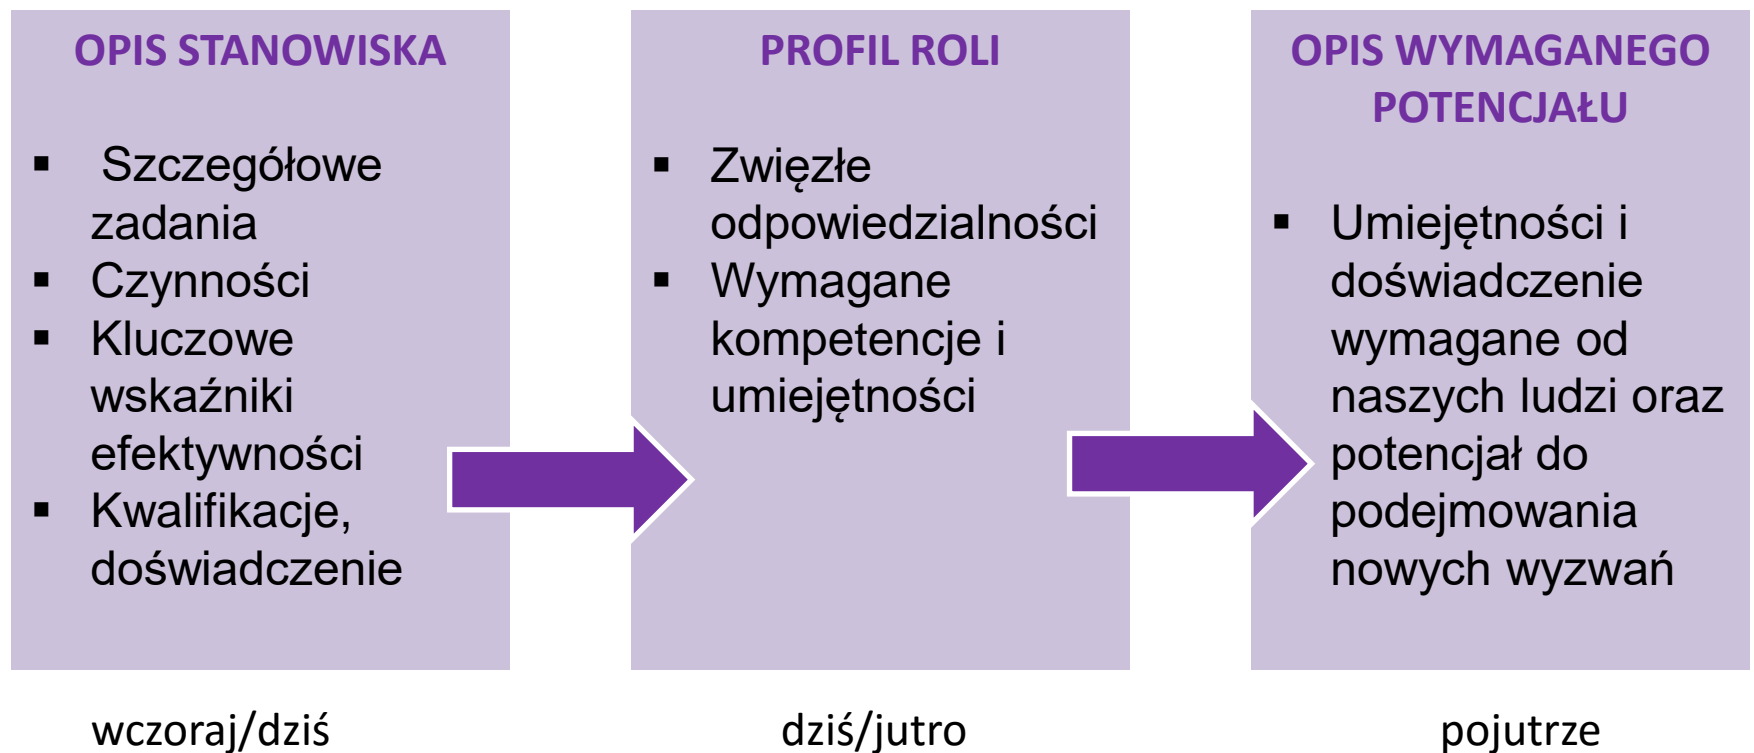 OPIS STANOWISKA
▪ Szczegółowe
zadania
▪ Czynności
▪ Kluczowe
wskaźniki
efektywności
▪ Kwalifikacje,
doświadczenie
wczoraj/dziś
PROFIL ROLI
▪ Zwięzłe
odpowiedzialności
▪ Wymagane
kompetencje i
umiejętności
dziś/jutro
OPIS WYMAGANEGO
POTENCJAŁU
▪ Umiejętności i
doświadczenie
wymagane od
naszych ludzi oraz
potencjał do
podejmowania
nowych wyzwań
pojutrze